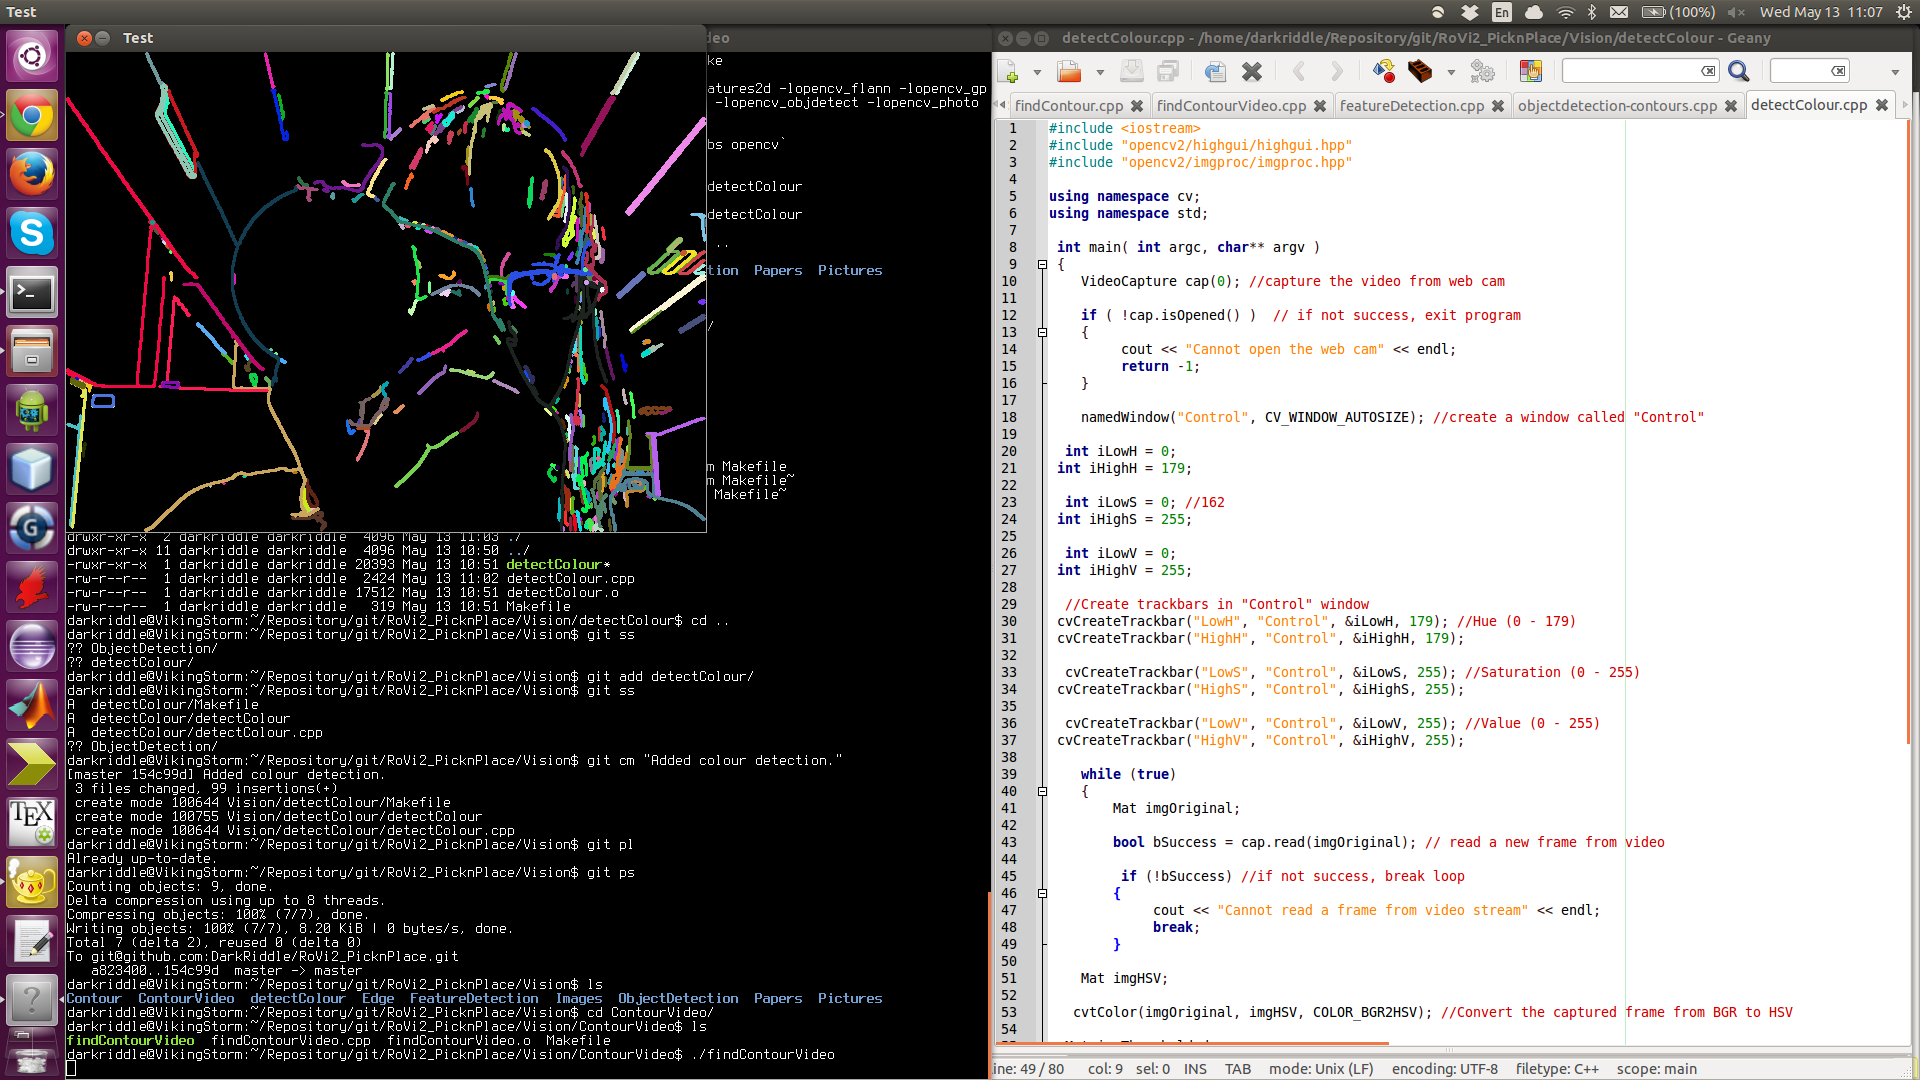 Test
En
(100%)
Wed May 13 11:07
Test
deo
ke
atures2d -lopencv_flann -lopencv_gp
-lopencv_objdetect -lopencv_photo
bs opencv`
detectColour
detectColour
..
tion Papers Pictures
/
m Makefile
m Makefile~
Makefile~
drwxr-xr-x 2 darkriddle darkriddle 4096 May 13 11:03 ./
drwxr-xr-x 11 darkriddle darkriddle 4096 May 13 10:50 ../
-rwxr-xr-x 1 darkriddle darkriddle 20393 May 13 10:51 detectColour*
-rw-r--r-- 1 darkriddle darkriddle 2424 May 13 11:02 detectColour.cpp
-rw-r--r-- 1 darkriddle darkriddle 17512 May 13 10:51 detectColour.o
-rw-r--r-- 1 darkriddle darkriddle 319 May 13 10:51 Makefile
darkriddle@VikingStorm:~/Repository/git/RoVi2_PicknPlace/Vision/detectColour$ cd ..
darkriddle@VikingStorm:~/Repository/git/RoVi2_PicknPlace/Vision$ git ss
?? ObjectDetection/
?? detectColour/
darkriddle@VikingStorm:~/Repository/git/RoVi2_PicknPlace/Vision$ git add detectColour/
darkriddle@VikingStorm:~/Repository/git/RoVi2_PicknPlace/Vision$ git ss
A  detectColour/Makefile
A  detectColour/detectColour
A  detectColour/detectColour.cpp
?? ObjectDetection/
darkriddle@VikingStorm:~/Repository/git/RoVi2_PicknPlace/Vision$ git cm "Added colour detection."
[master 154c99d] Added colour detection.
3 files changed, 99 insertions(+)
create mode 100644 Vision/detectColour/Makefile
create mode 100755 Vision/detectColour/detectColour
create mode 100644 Vision/detectColour/detectColour.cpp
darkriddle@VikingStorm:~/Repository/git/RoVi2_PicknPlace/Vision$ git pl
Already up-to-date.
darkriddle@VikingStorm:~/Repository/git/RoVi2_PicknPlace/Vision$ git ps
Counting objects: 9, done.
Delta compression using up to 8 threads.
Compressing objects: 100% (7/7), done.
Writing objects: 100% (7/7), 8.20 KiB | 0 bytes/s, done.
Total 7 (delta 2), reused 0 (delta 0)
To git@github.com:DarkRiddle/RoVi2_PicknPlace.git
a823400..154c99d  master -> master
darkriddle@VikingStorm:~/Repository/git/RoVi2_PicknPlace/Vision$ ls
Contour ContourVideo detectColour Edge FeatureDetection Images ObjectDetection Papers Pictures
darkriddle@VikingStorm:~/Repository/git/RoVi2_PicknPlace/Vision$ cd ContourVideo/
darkriddle@VikingStorm:~/Repository/git/RoVi2_PicknPlace/Vision/ContourVideo$ ls
findContourVideo findContourVideo.cpp findContourVideo.o Makefile
darkriddle@VikingStorm:~/Repository/git/RoVi2_PicknPlace/Vision/ContourVideo$ ./findContourVideo
TEX
detectColour.cpp - /home/darkriddle/Repository/git/RoVi2_PicknPlace/Vision/detectColour - Geany
findContour.cpp findContourVideo.cpp featureDetection.cpp objectdetection-contours.cpp detectColour.cpp
1 #include <iostream>
2 #include "opencv2/highgui/highgui.hpp"
3 #include "opencv2/imgproc/imgproc.hpp"
4
5 using namespace cv;
6 using namespace std;
7
8 int main( int argc, char** argv )
9 {
10 VideoCapture cap(0); //capture the video from web cam
11
12 if ( !cap.isOpened() )  // if not success, exit program
13 {
14 cout << "Cannot open the web cam" << endl;
15 return -1;
16 }
17
18 namedWindow("Control", CV_WINDOW_AUTOSIZE); //create a window called "Control"
19
20 int iLowH = 0;
21 int iHighH = 179;
22
23 int iLowS = 0; //162
24 int iHighS = 255;
25
26 int iLowV = 0;
27 int iHighV = 255;
28
29 //Create trackbars in "Control" window
30 cvCreateTrackbar("LowH", "Control", &iLowH, 179); //Hue (0 - 179)
31 cvCreateTrackbar("HighH", "Control", &iHighH, 179);
32
33 cvCreateTrackbar("LowS", "Control", &iLowS, 255); //Saturation (0 - 255)
34 cvCreateTrackbar("HighS", "Control", &iHighS, 255);
35
36 cvCreateTrackbar("LowV", "Control", &iLowV, 255); //Value (0 - 255)
37 cvCreateTrackbar("HighV", "Control", &iHighV, 255);
38
39 while (true)
40 {
41 Mat imgOriginal;
42
43 bool bSuccess = cap.read(imgOriginal); // read a new frame from video
44
45 if (!bSuccess) //if not success, break loop
46 {
47 cout << "Cannot read a frame from video stream" << endl;
48 break;
49 }
50
51 Mat imgHSV;
52
53 cvtColor(imgOriginal, imgHSV, COLOR_BGR2HSV); //Convert the captured frame from BGR to HSV
54
ine: 49 / 80 col: 9 sel: 0 INS TAB mode: Unix (LF) encoding: UTF-8 filetype: C++ scope: main